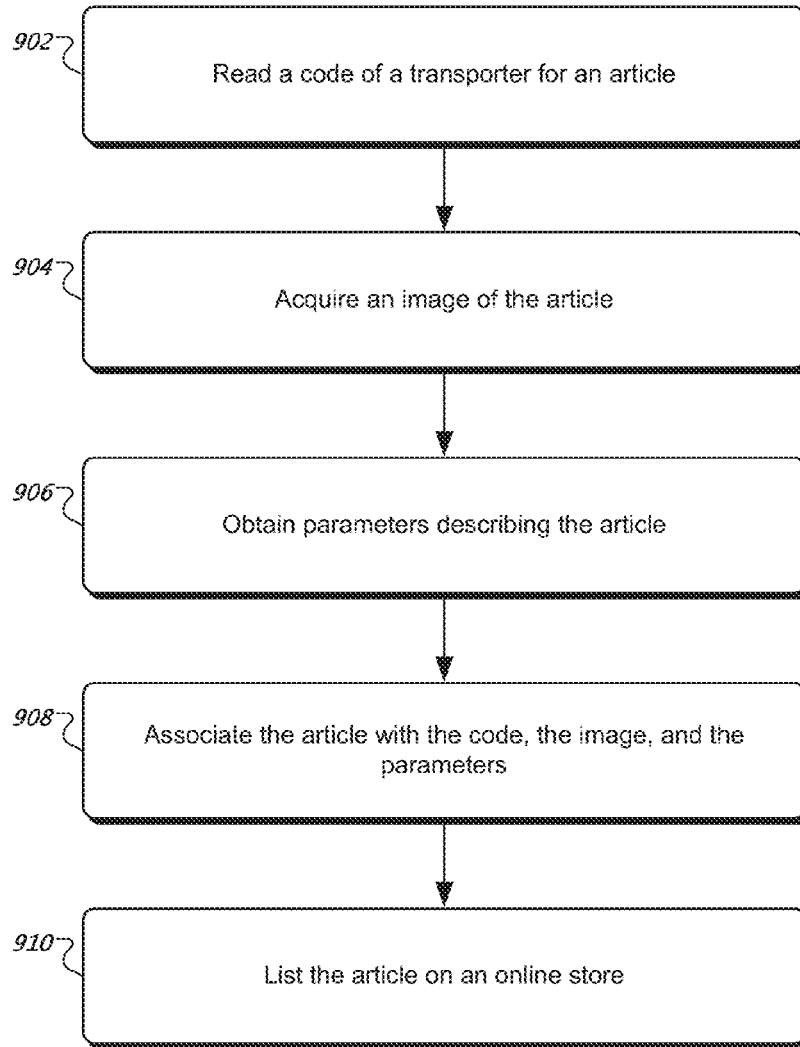 902
Read a code of a transporter for an article
904
Acquire an image of the article
906
Obtain parameters describing the article
908
Associate the article with the code, the image, and the
parameters
910
List the article on an online store